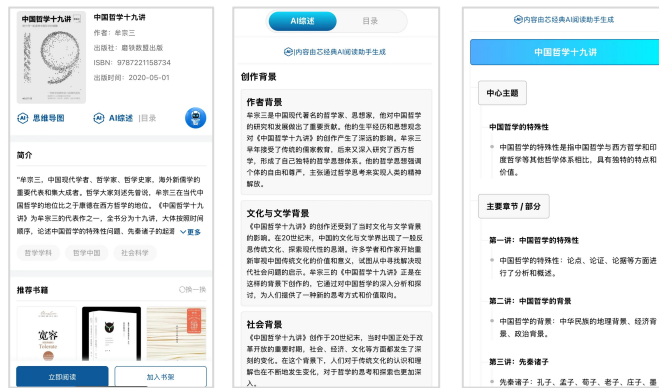 中国哲学十九讲
中国哲学十九讲
作者：牟宗三
出版社：磨铁数盟出版
ISBN：9787221158734
出版时间：2020-05-01
AI 思维导图
AI AI综述 |目录
简介
“牟宗三，中国现代学者、哲学家、哲学史家，海外新儒学的
重要代表和集大成者。哲学大家刘述先曾说，牟宗三在当代中
国哲学的地位比之于康德在西方哲学的地位。《中国哲学十九
讲》为牟宗三的代表作之一，全书分为十九讲，大体按照时间
顺序，论述中国哲学的特殊性问题、先秦诸子的起源 更多
哲学学科 哲学中国 社会科学
推荐书籍
换一换
宽容
Tolerance
立即阅读
加入书架
AI综述
目录
AI 内容由芯经典AI阅读助手生成
创作背景
作者背景
牟宗三是中国现代著名的哲学家、思想家，他对中国哲学
的研究和发展做出了重要贡献。他的生平经历和思想观念
对《中国哲学十九讲》的创作产生了深远的影响。牟宗三
早年接受了传统的儒家教育，后来又深入研究了西方哲
学，形成了自己独特的哲学思想体系。他的哲学思想强调
个体的自由和尊严，主张通过哲学思考来实现人类的精神
解放。
文化与文学背景
《中国哲学十九讲》的创作还受到了当时文化与文学背景
的影响。在20世纪末，中国的文化与文学界出现了一股反
思传统文化、探索现代性的思潮。许多学者和作家开始重
新审视中国传统文化的价值和意义，试图从中寻找解决现
代社会问题的启示。牟宗三的《中国哲学十九讲》正是在
这样的背景下创作的，它通过对中国哲学的深入分析和探
讨，为人们提供了一种新的思考方式和价值取向。
社会背景
《中国哲学十九讲》创作于20世纪末，当时中国正处于改
革开放的重要时期，社会、经济、文化等方面都发生了深
刻的变化。在这个背景下，人们对于传统文化的认识和理
解也在不断地发生变化，对于哲学的思考和探索也更加深
入。
AI 内容由芯经典AI阅读助手生成
中国哲学十九讲
中心主题
中国哲学的特殊性
中国哲学的特殊性是指中国哲学与西方哲学和印
度哲学等其他哲学体系相比，具有独特的特点和
价值。
主要章节 / 部分
第一讲：中国哲学的特殊性
中国哲学的特殊性：论点、论证、论据等方面进
行了分析和概述。
第二讲：中国哲学的背景
中国哲学的背景：中华民族的地理背景、经济背
景、政治背景。
第三讲：先秦诸子
先秦诸子：孔子、孟子、荀子、老子、庄子、墨